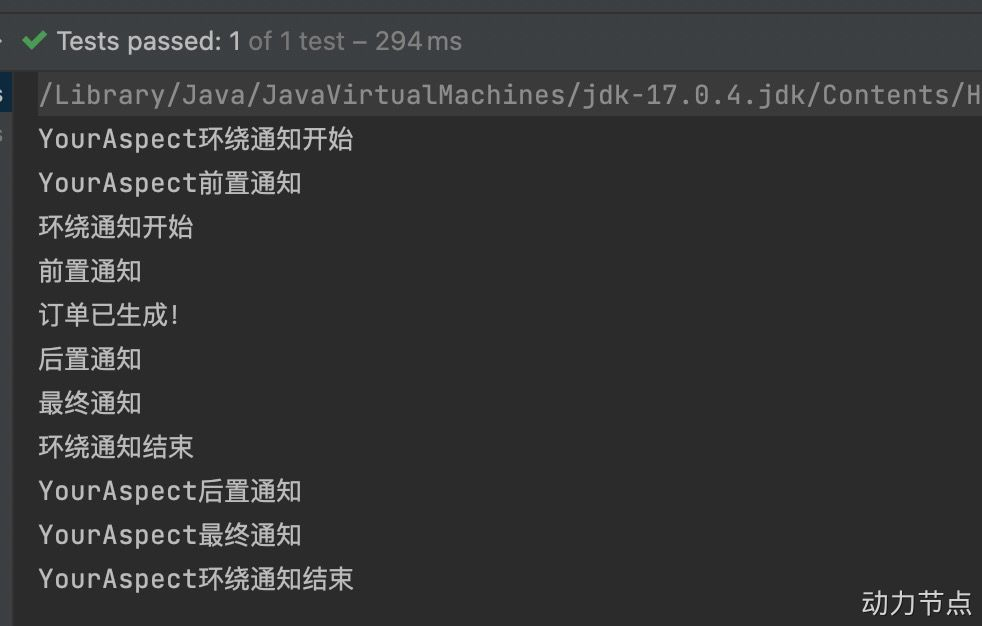 Tests passed: 1 of 1 test – 294 ms
/Library/Java/JavaVirtualMachines/jdk-17.0.4.jdk/Contents/H
YourAspect环绕通知开始
YourAspect前置通知
环绕通知开始
前置通知
订单已生成!
后置通知
最终通知
环绕通知结束
YourAspect后置通知
YourAspect最终通知
YourAspect环绕通知结束
动力节点